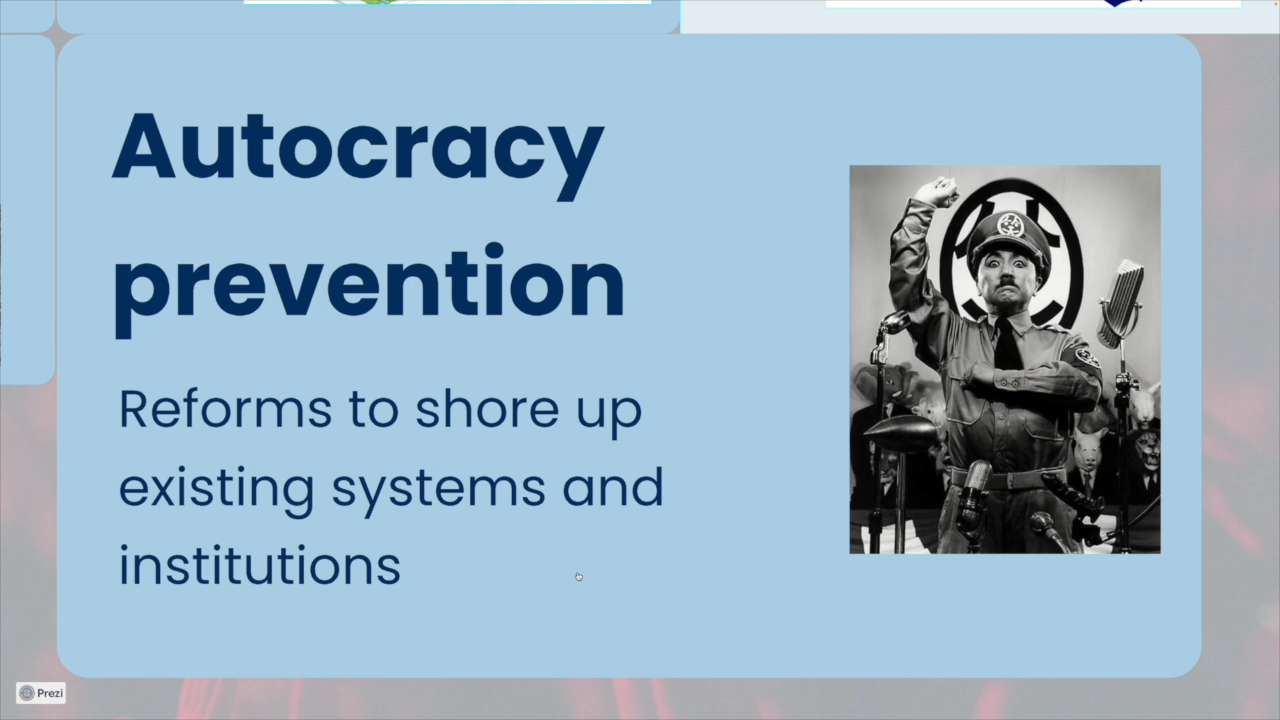 Autocracy
prevention
Reforms to shore up
existing systems and
institutions
Prezi